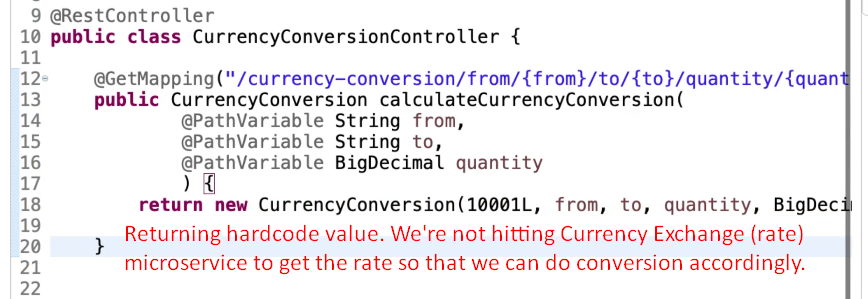 9 @RestController
10 public class CurrencyConversionController {
11
12 @GetMapping("/currency-conversion/from/{from}/to/{to}/quantity/{quant
13 public CurrencyConversion calculateCurrencyConversion(
14 @PathVariable String from,
15 @PathVariable String to,
16 @PathVariable BigDecimal quantity
17 ) {
18 return new CurrencyConversion(10001L, from, to, quantity, BigDeci
19
Returning hardcode value. We're not hitting Currency Exchange (rate)
20 }
microservice to get the rate so that we can do conversion accordingly.
21
22